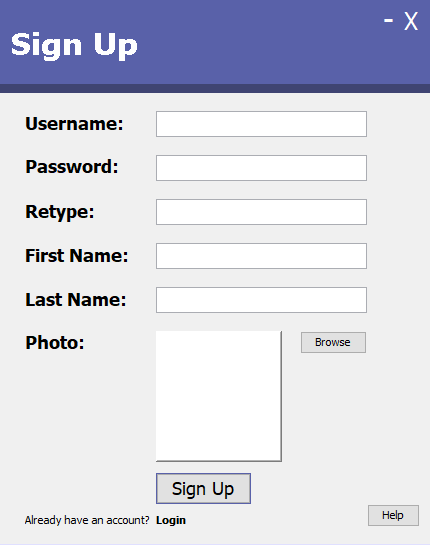 - X
Sign Up
Username:
Password:
Retype:
First Name:
Last Name:
Photo:
Browse
Sign Up
Already have an account? Login
Help